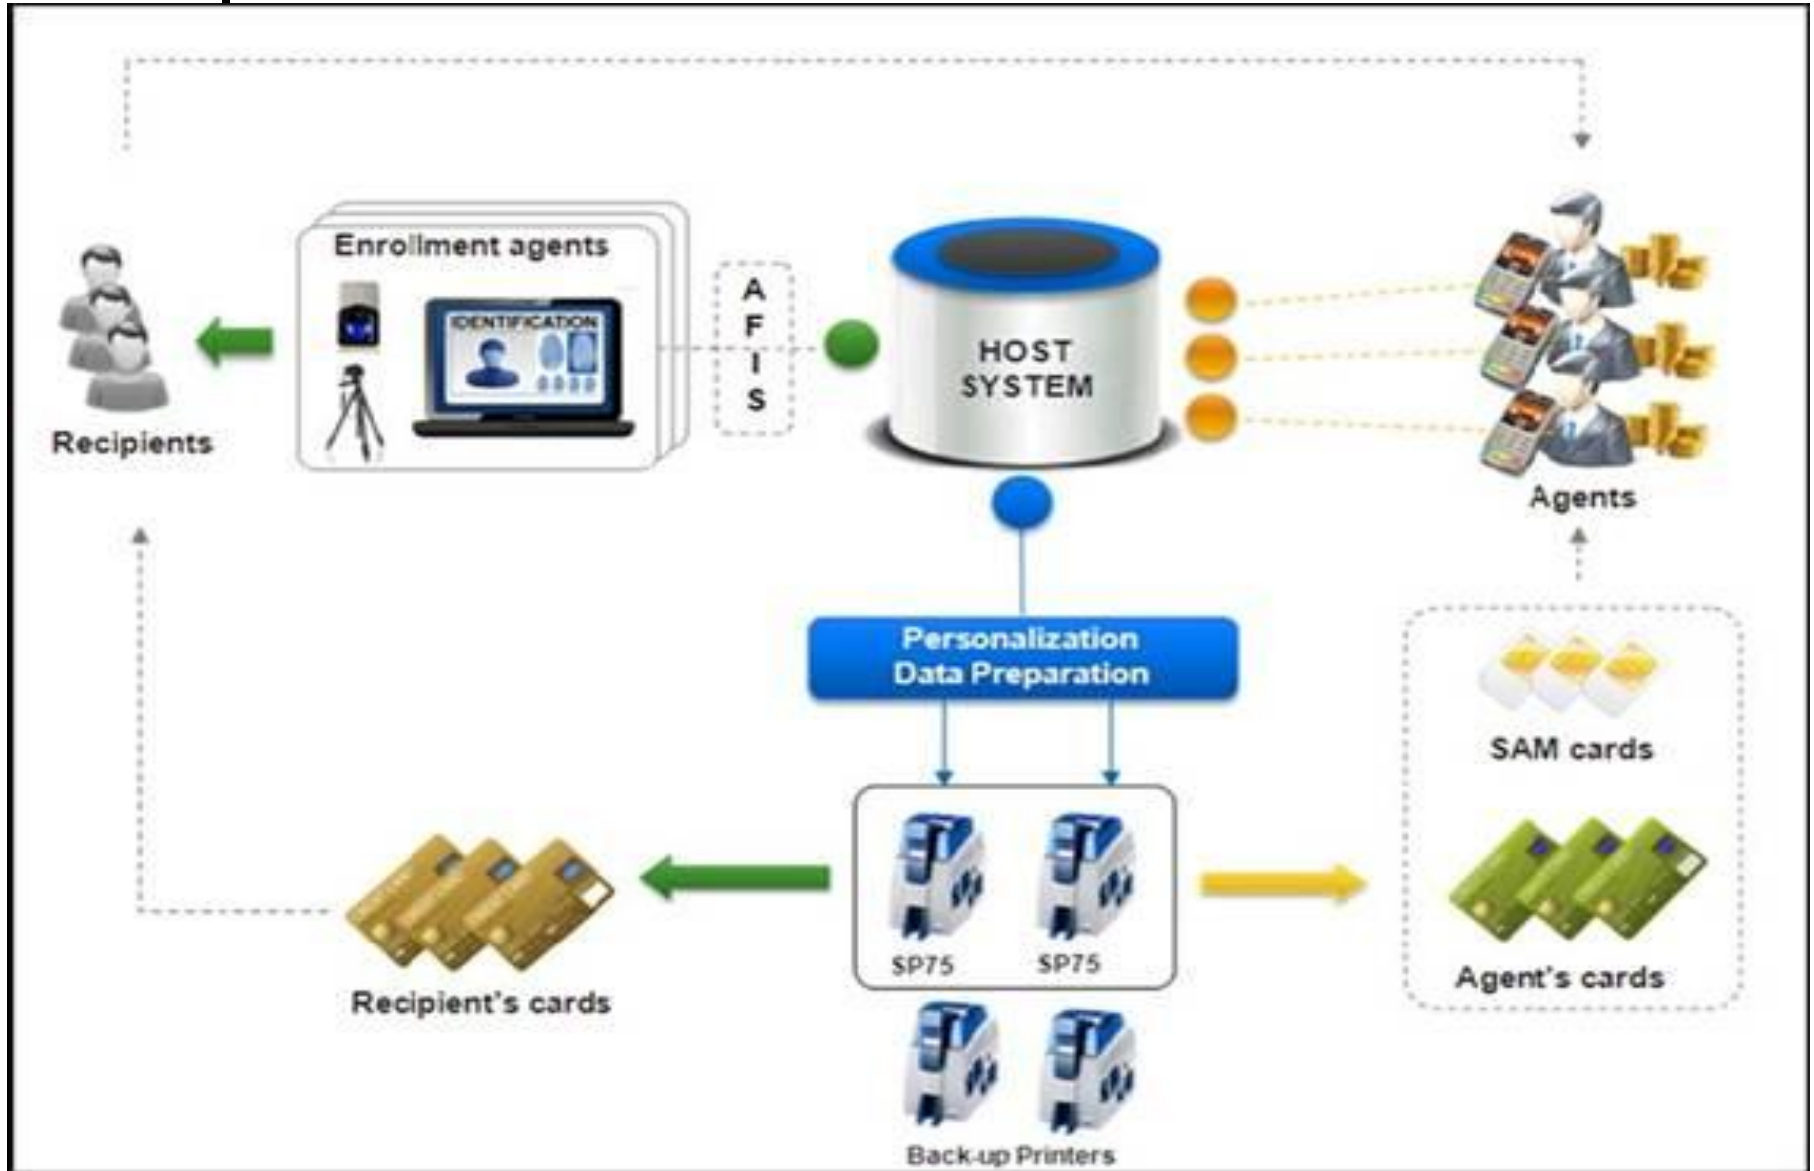 Enrollment agents
IDENTIFICATION
A
F
I
S
HOST
SYSTEM
Recipients
Agents
Personalization
Data Preparation
SAM cards
SP75
SP75
Agent's cards
Recipient's cards
Back-up Printers